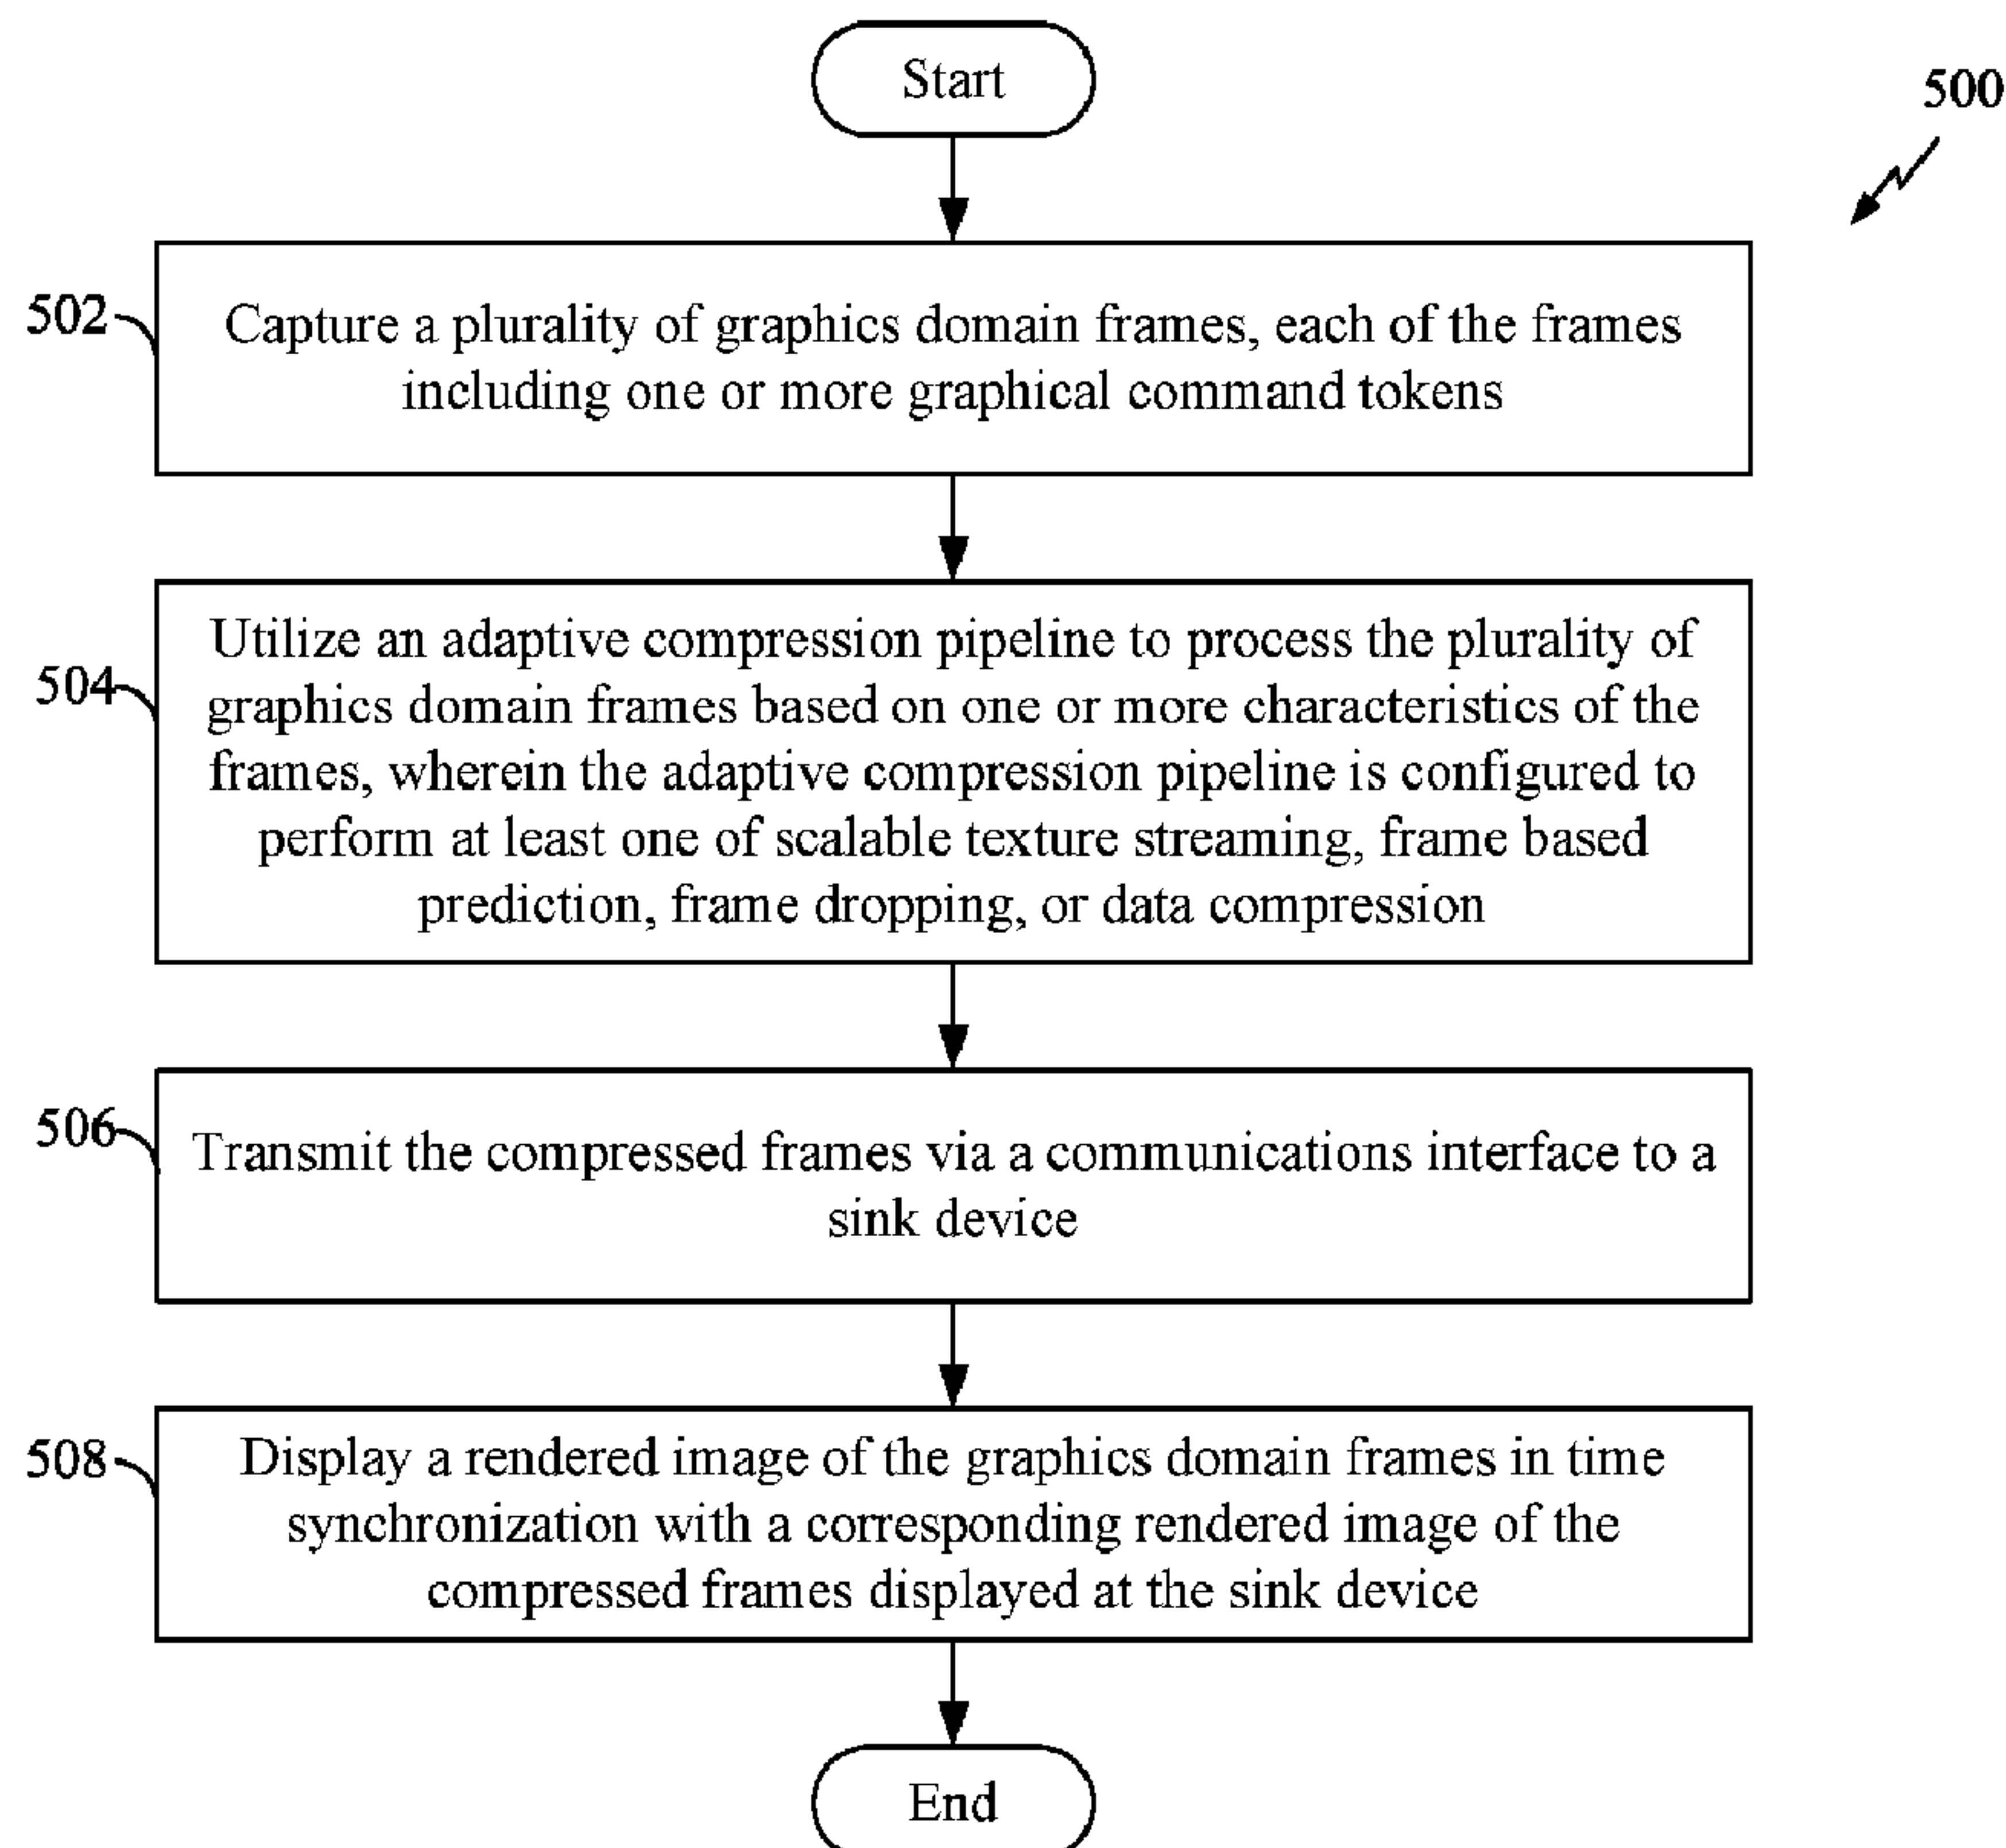 Start
500
502
Capture a plurality of graphics domain frames, each of the frames
including one or more graphical command tokens
504
Utilize an adaptive compression pipeline to process the plurality of
graphics domain frames based on one or more characteristics of the
frames, wherein the adaptive compression pipeline is configured to
perform at least one of scalable texture streaming, frame based
prediction, frame dropping, or data compression
506
Transmit the compressed frames via a communications interface to a
sink device
508
Display a rendered image of the graphics domain frames in time
synchronization with a corresponding rendered image of the
compressed frames displayed at the sink device
End